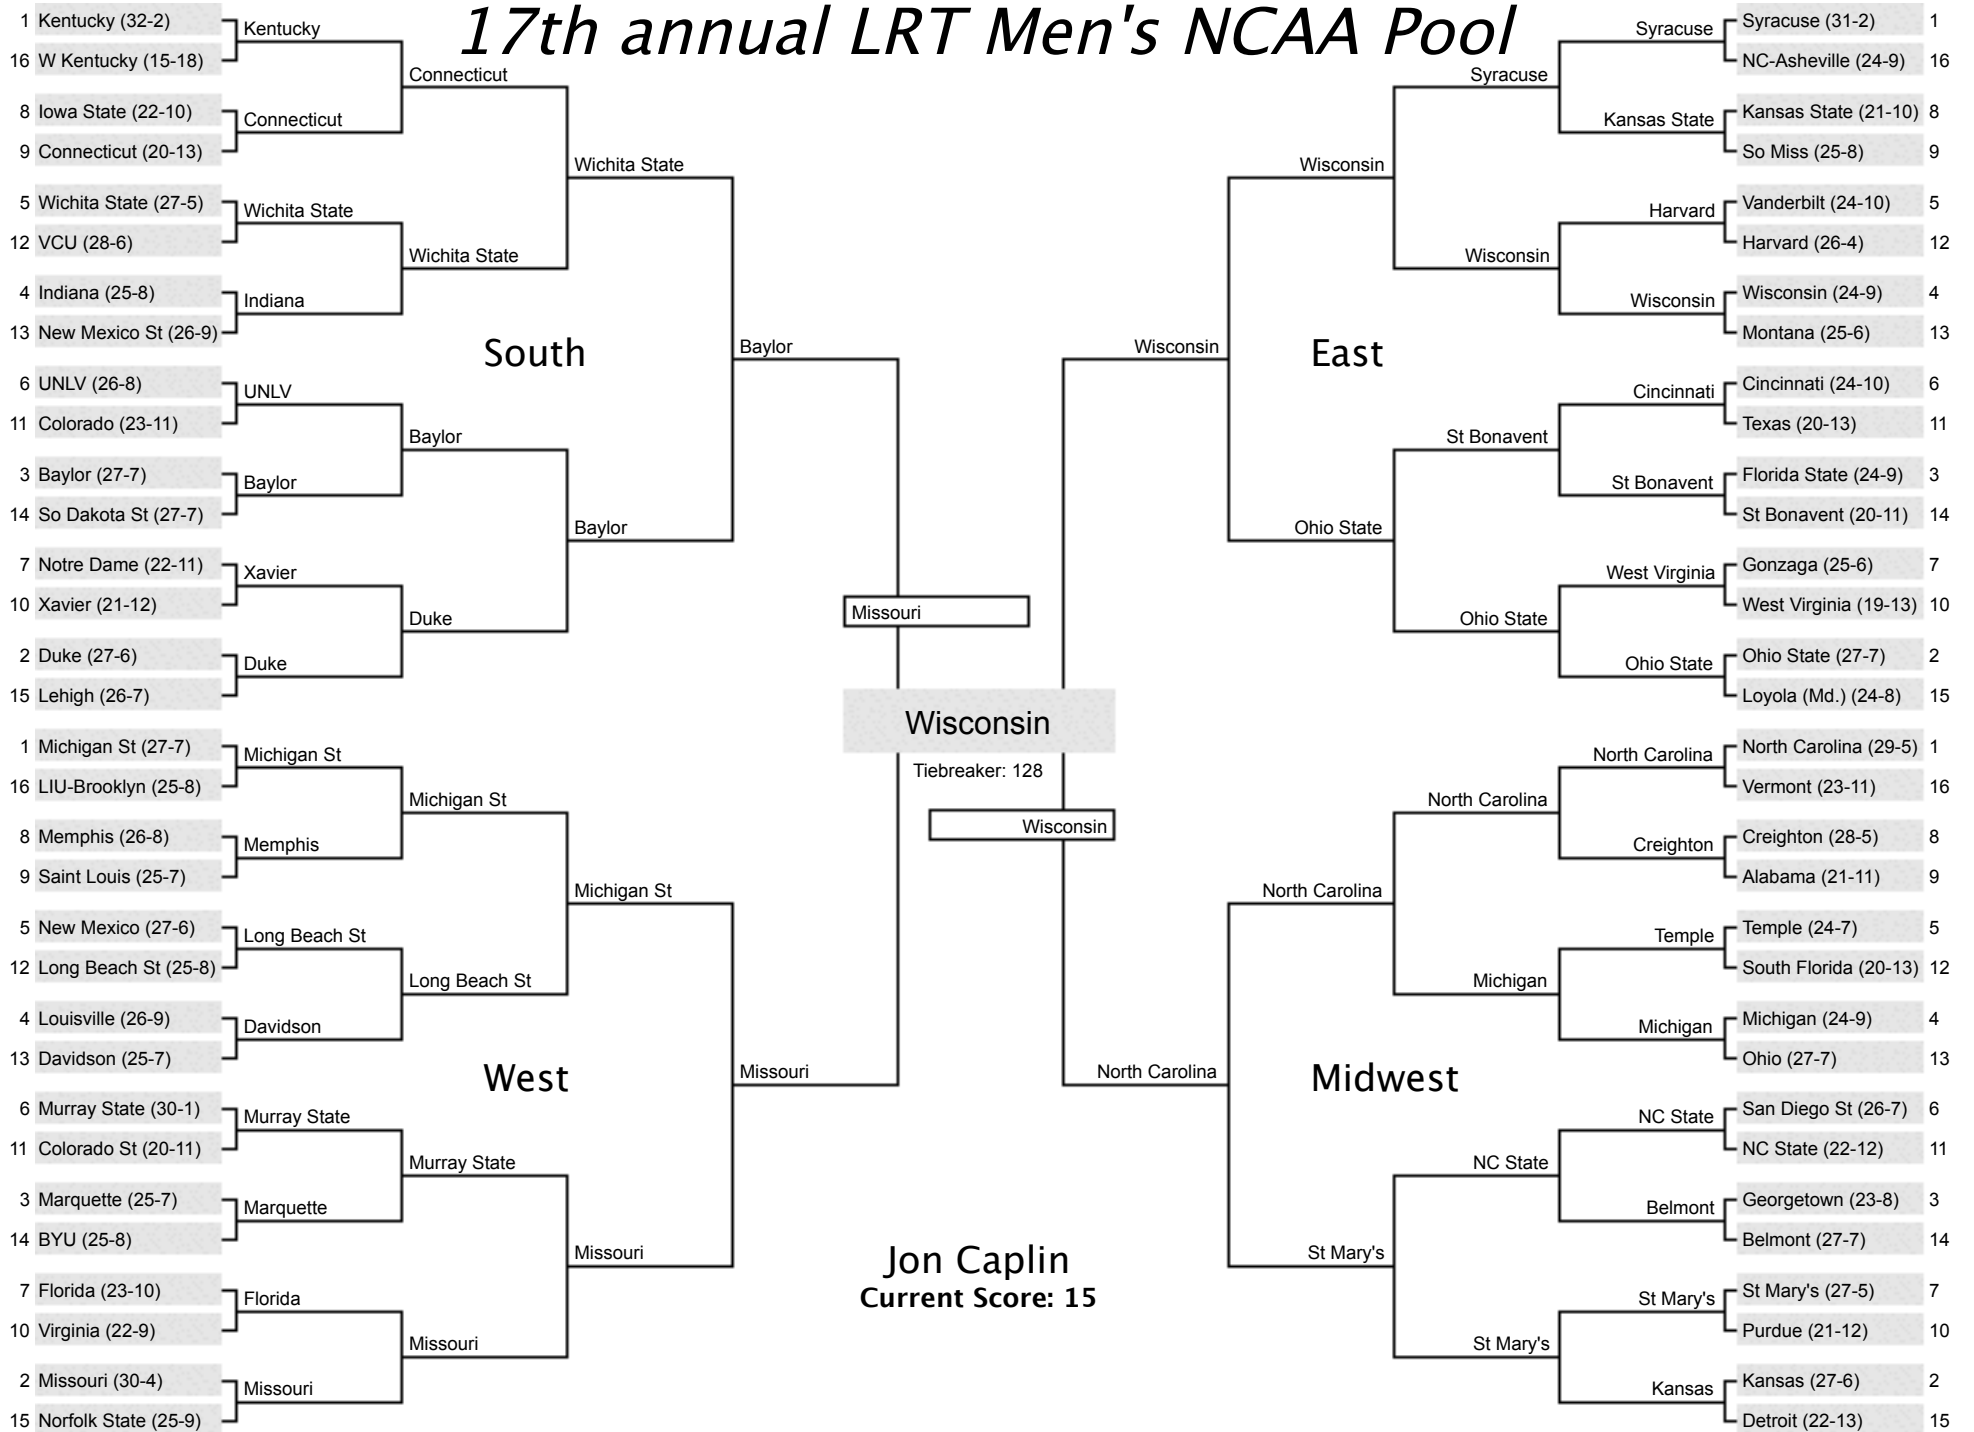 17th annual LRT Men's NCAA Pool
1 Kentucky (32-2)
16 W Kentucky (15-18)
8 Iowa State (22-10)
9 Connecticut (20-13)
5 Wichita State (27-5)
12 VCU (28-6)
4 Indiana (25-8)
13 New Mexico St (26-9)
6 UNLV (26-8)
11 Colorado (23-11)
3 Baylor (27-7)
14 So Dakota St (27-7)
7 Notre Dame (22-11)
10 Xavier (21-12)
2 Duke (27-6)
15 Lehigh (26-7)
Kentucky
Connecticut
Wichita State
Indiana
UNLV
Baylor
Xavier
Duke
Connecticut
Wichita State
Baylor
Duke
Wichita State
Baylor
South
Baylor
1 Michigan St (27-7)
16 LIU-Brooklyn (25-8)
8 Memphis (26-8)
9 Saint Louis (25-7)
5 New Mexico (27-6)
12 Long Beach St (25-8)
4 Louisville (26-9)
13 Davidson (25-7)
6 Murray State (30-1)
11 Colorado St (20-11)
3 Marquette (25-7)
14 BYU (25-8)
7 Florida (23-10)
10 Virginia (22-9)
2 Missouri (30-4)
15 Norfolk State (25-9)
Michigan St
Memphis
Long Beach St
Davidson
Murray State
Marquette
Florida
Missouri
Michigan St
Long Beach St
Murray State
Missouri
Michigan St
Missouri
West
Missouri
Missouri
Wisconsin
Tiebreaker: 128
Wisconsin
Jon Caplin
Current Score: 15
Syracuse (31-2) 1
NC-Asheville (24-9) 16
Kansas State (21-10) 8
So Miss (25-8) 9
Vanderbilt (24-10) 5
Harvard (26-4) 12
Wisconsin (24-9) 4
Montana (25-6) 13
Cincinnati (24-10) 6
Texas (20-13) 11
Florida State (24-9) 3
St Bonavent (20-11) 14
Gonzaga (25-6) 7
West Virginia (19-13) 10
Ohio State (27-7) 2
Loyola (Md.) (24-8) 15
Syracuse
Kansas State
Harvard
Wisconsin
Cincinnati
St Bonavent
West Virginia
Ohio State
Syracuse
Wisconsin
St Bonavent
Ohio State
Wisconsin
Ohio State
East
Wisconsin
North Carolina (29-5) 1
Vermont (23-11) 16
Creighton (28-5) 8
Alabama (21-11) 9
Temple (24-7) 5
South Florida (20-13) 12
Michigan (24-9) 4
Ohio (27-7) 13
San Diego St (26-7) 6
NC State (22-12) 11
Georgetown (23-8) 3
Belmont (27-7) 14
St Mary's (27-5) 7
Purdue (21-12) 10
Kansas (27-6) 2
Detroit (22-13) 15
North Carolina
Creighton
Temple
Michigan
NC State
Belmont
St Mary's
Kansas
North Carolina
Michigan
NC State
St Mary's
North Carolina
St Mary's
Midwest
North Carolina